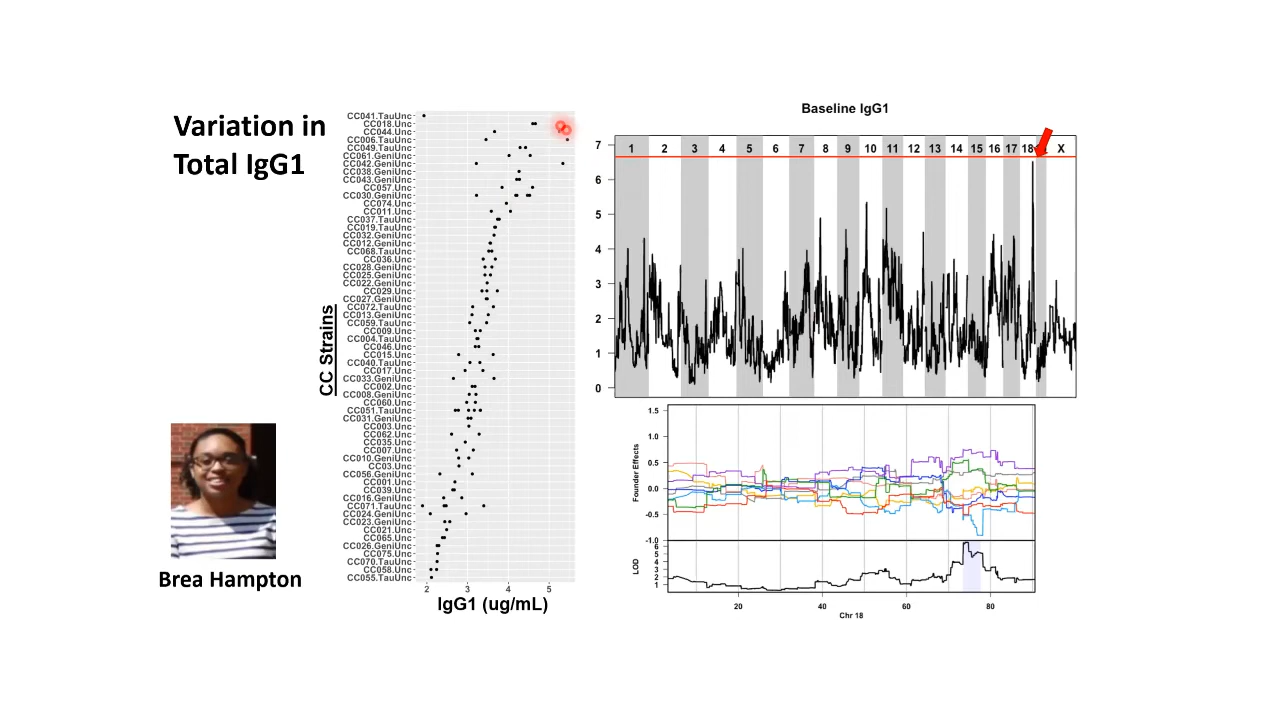 Variation in
Total IgG1
CC041.TauUnc
CC018.Unc
CC044.Unc
CC006.TauUnc
CC049.TauUnc
CC061.GeniUnc
CC042.GeniUnc
CC038.GeniUnc
CC043.GeniUnc
CC057.Unc
CC030.GeniUnc
CC074.Unc
CC011.Unc
CC037.TauUnc
CC019.TauUnc
CC032.GeniUnc
CC012.GeniUnc
CC068.TauUnc
CC036.Unc
CC028.GeniUnc
CC025.GeniUnc
CC022.GeniUnc
CC029.Unc
CC027.GeniUnc
CC072.TauUnc
CC013.GeniUnc
CC059.TauUnc
CC009.Unc
CC004.TauUnc
CC046.Unc
CC015.Unc
CC040.TauUnc
CC017.Unc
CC033.GeniUnc
CC002.Unc
CC008.GeniUnc
CC060.Unc
CC051.TauUnc
CC031.GeniUnc
CC003.Unc
CC062.Unc
CC035.Unc
CC007.Unc
CC010.GeniUnc
CC03.Unc
CC056.GeniUnc
CC001.Unc
CC039.Unc
CC016.GeniUnc
CC071.TauUnc
CC024.GeniUnc
CC023.GeniUnc
CC021.Unc
CC065.Unc
CC026.GeniUnc
CC075.Unc
CC070.TauUnc
CC058.Unc
CC055.TauUnc
CC Strains
2 3 4 5
IgG1 (ug/mL)
Brea Hampton
Baseline IgG1
1 2 3 4 5 6 7 8 9 10 11 12 13 14 15 16 17 18 X
7
6
5
4
3
2
1
0
1.5
1.0
0.5
0.0
-0.5
-1.0
Founder Effects
6
5
4
3
2
1
LOD
20 40 60 80
Chr 18